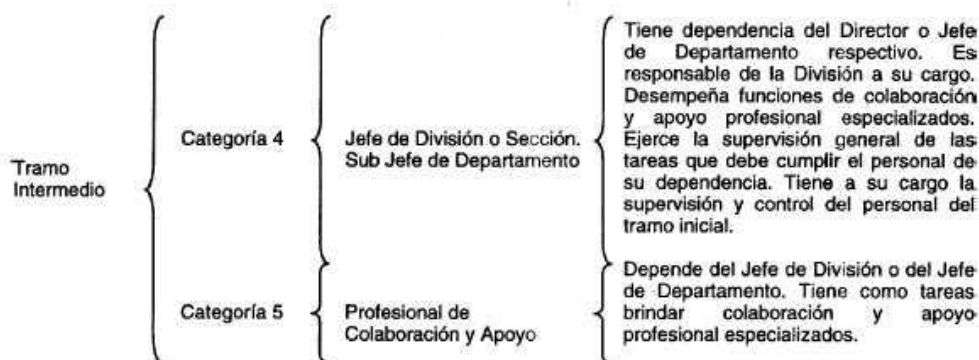 Tramo
Intermedio
Categoría 4
Jefe de División o Sección.
Sub Jefe de Departamento
Tiene dependencia del Director o Jefe
de Departamento respectivo. Es
responsable de la División a su cargo.
Desempeña funciones de colaboración
y apoyo profesional especializados.
Ejerce la supervisión general de las
tareas que debe cumplir el personal de
su dependencia. Tiene a su cargo la
supervisión y control del personal del
tramo inicial.
Categoría 5
Profesional de
Colaboración y Apoyo
Depende del Jefe de División o del Jefe
de Departamento. Tiene como tareas
brindar colaboración y apoyo
profesional especializados.